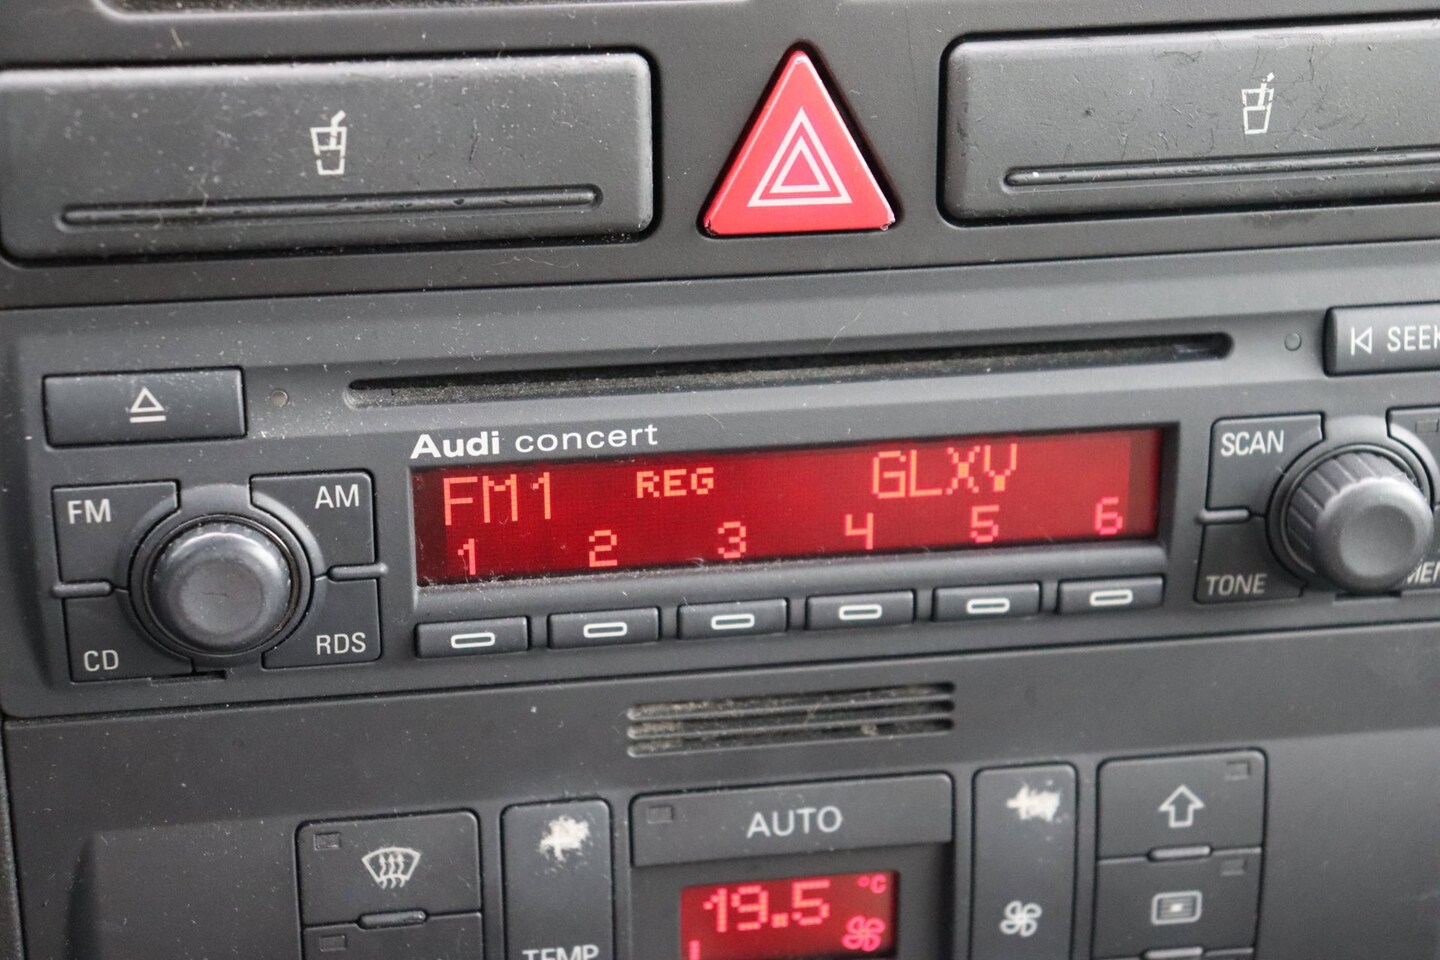 SEEK
Audi concert
SCAN
FM
AM
FM1 REG GLXV
1 2 3 4 5 6
TONE
CD
RDS
AUTO
19.5 °C
TEMP